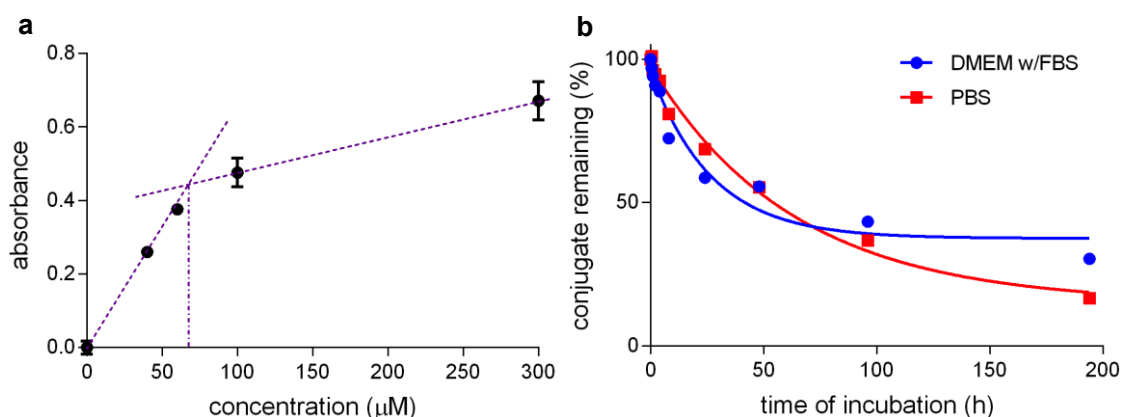 a
0.8
0.6
0.4
0.2
0.0
absorbance
0 50 100 150 200 250 300
concentration (μM)
b
100
50
0
conjugate remaining (%)
DMEM w/FBS
PBS
0 50 100 150 200
time of incubation (h)